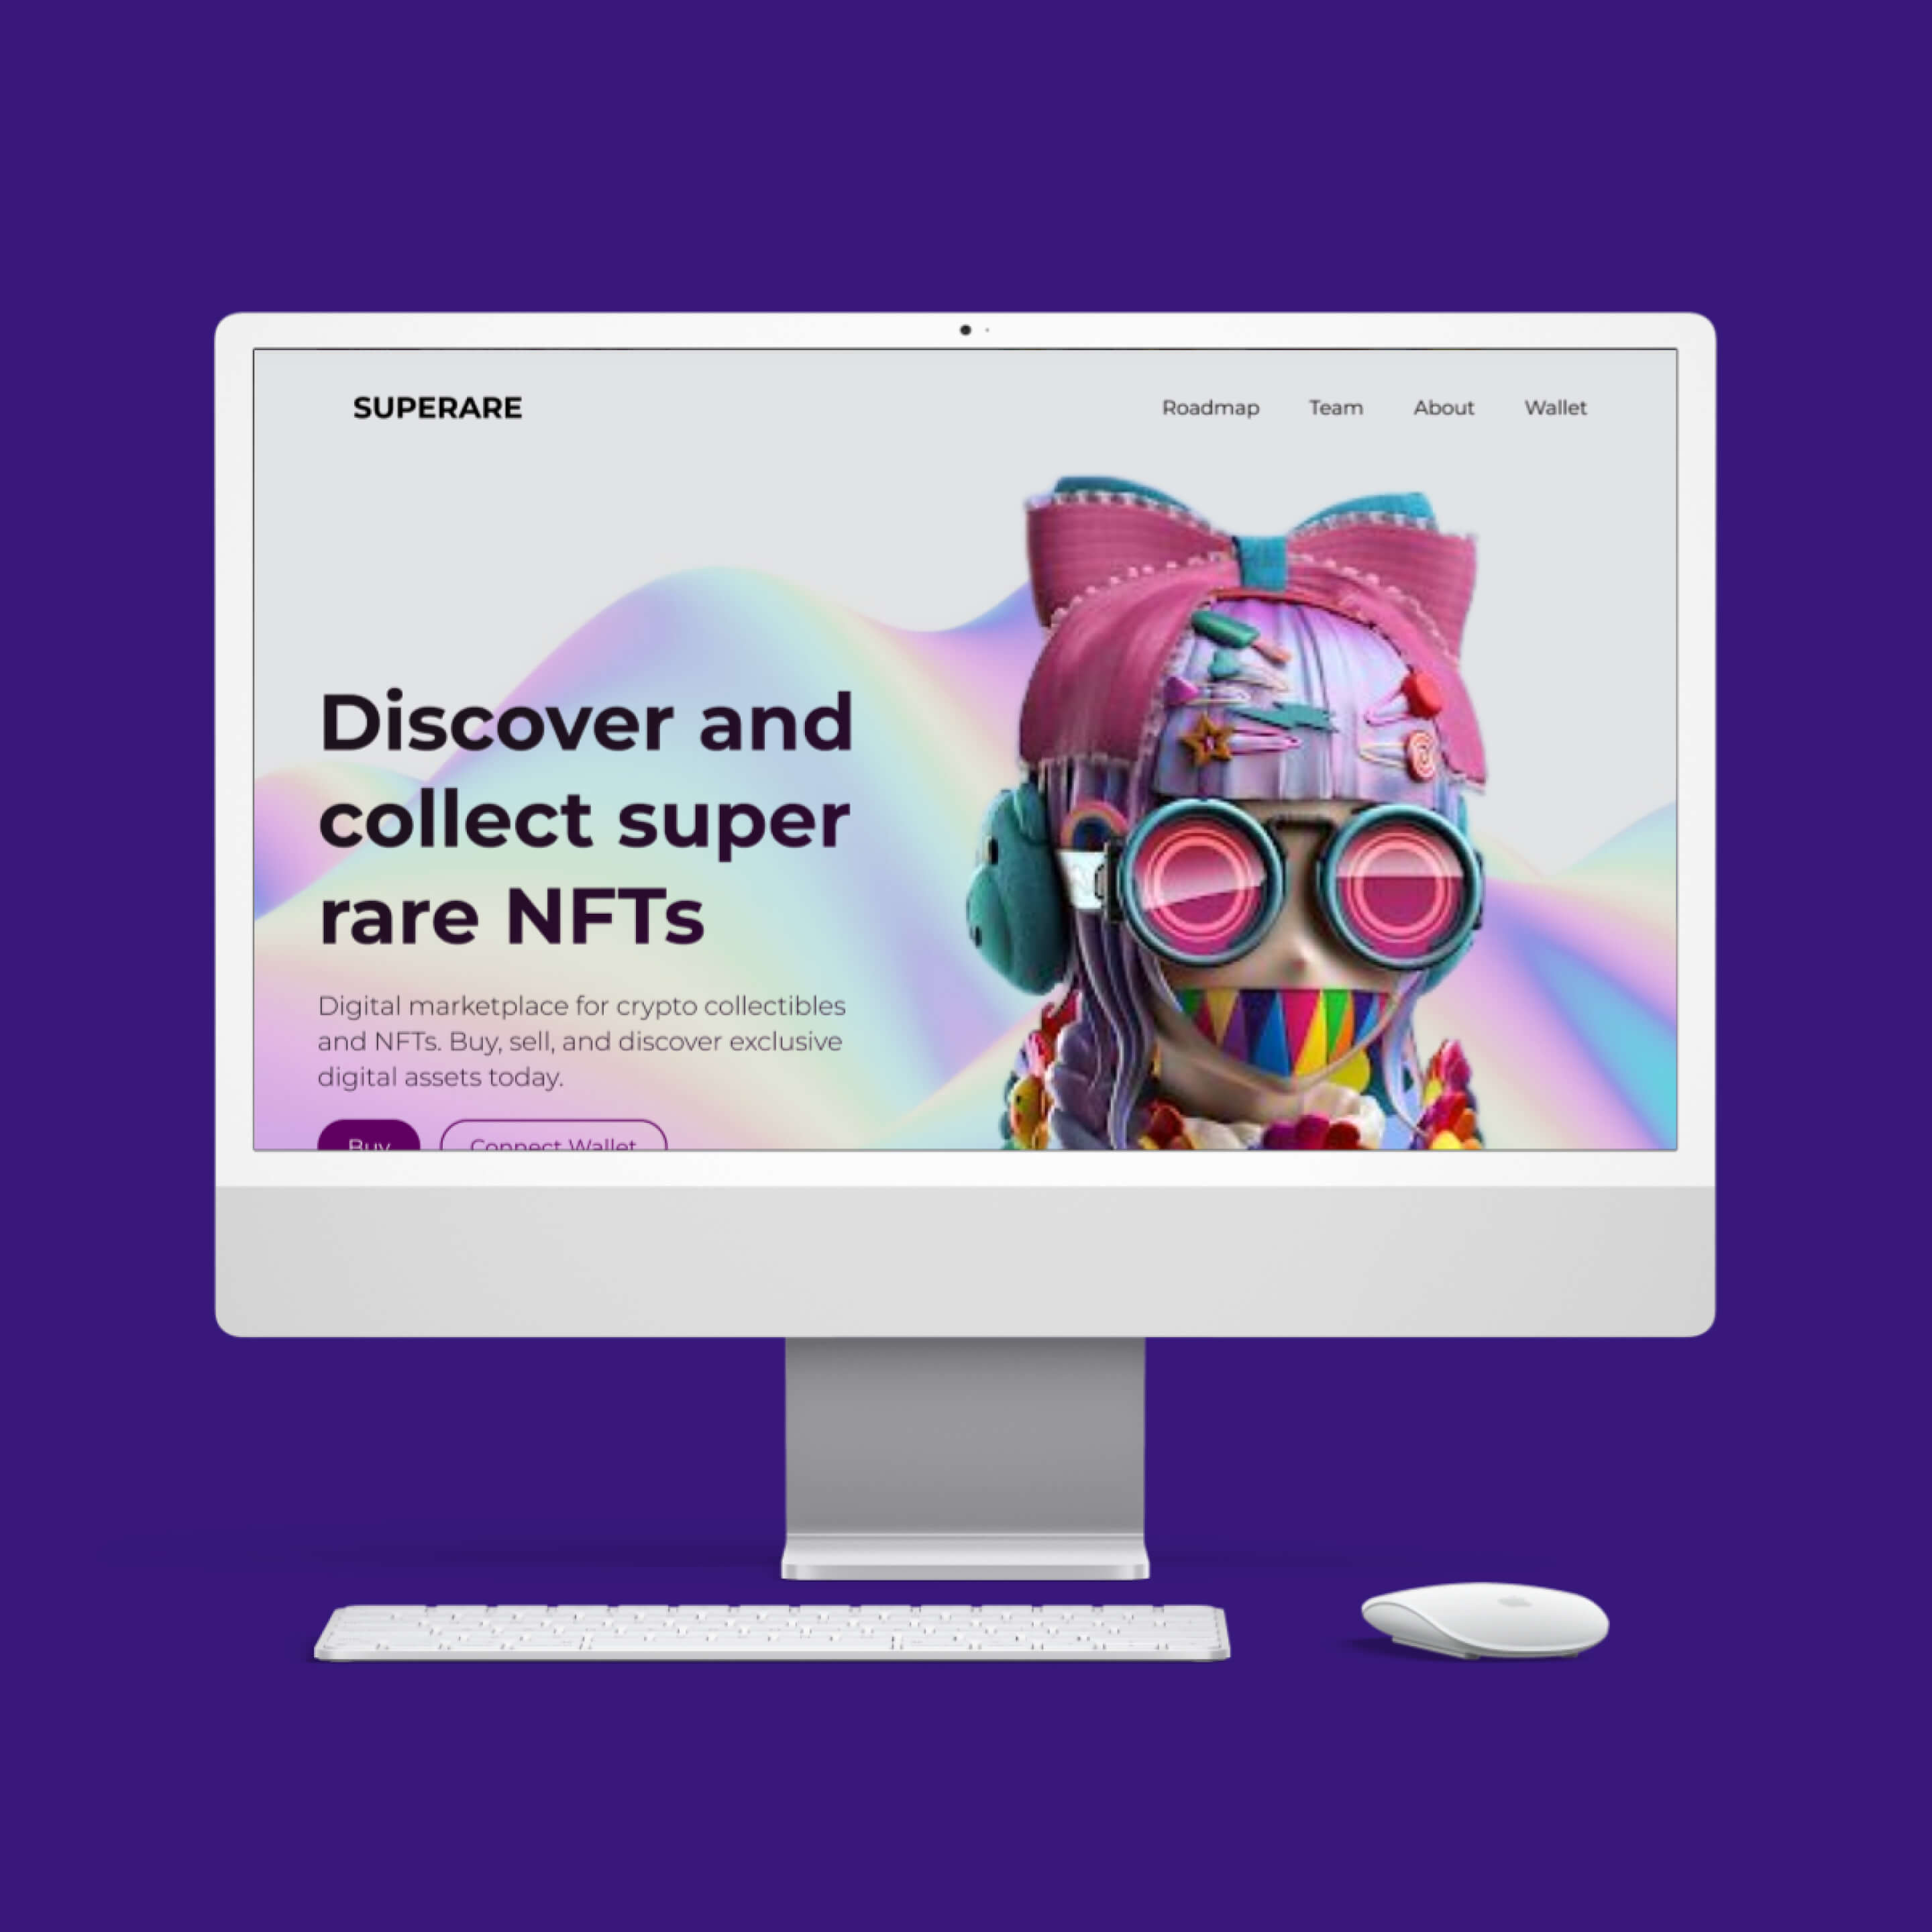 SUPERARE
Roadmap Team About Wallet
Discover and
collect super
rare NFTs
Digital marketplace for crypto collectibles
and NFTs. Buy, sell, and discover exclusive
digital assets today.
Buy Connect Wallet